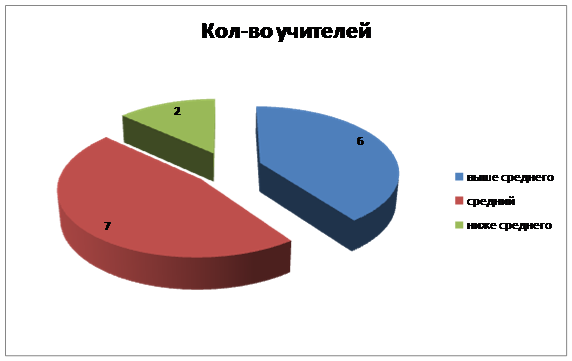 Кол-во учителей
2
6
7
выше среднего
средний
ниже среднего